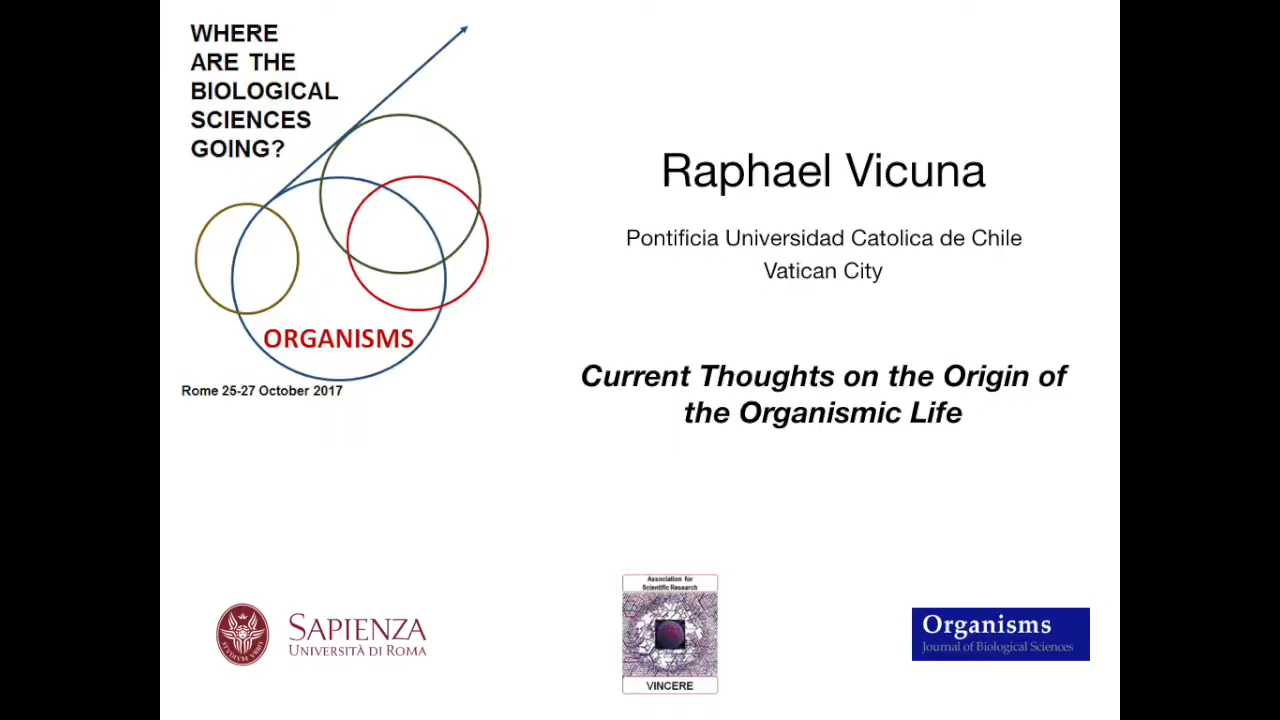 WHERE
ARE THE
BIOLOGICAL
SCIENCES
GOING?
ORGANISMS
Rome 25-27 October 2017
Raphael Vicuna
Pontificia Universidad Catolica de Chile
Vatican City
Current Thoughts on the Origin of
the Organismic Life
SAPIENZA
UNIVERSITÀ DI ROMA
Association for
Scientific Research
VINCERE
Organisms
Journal of Biological Sciences